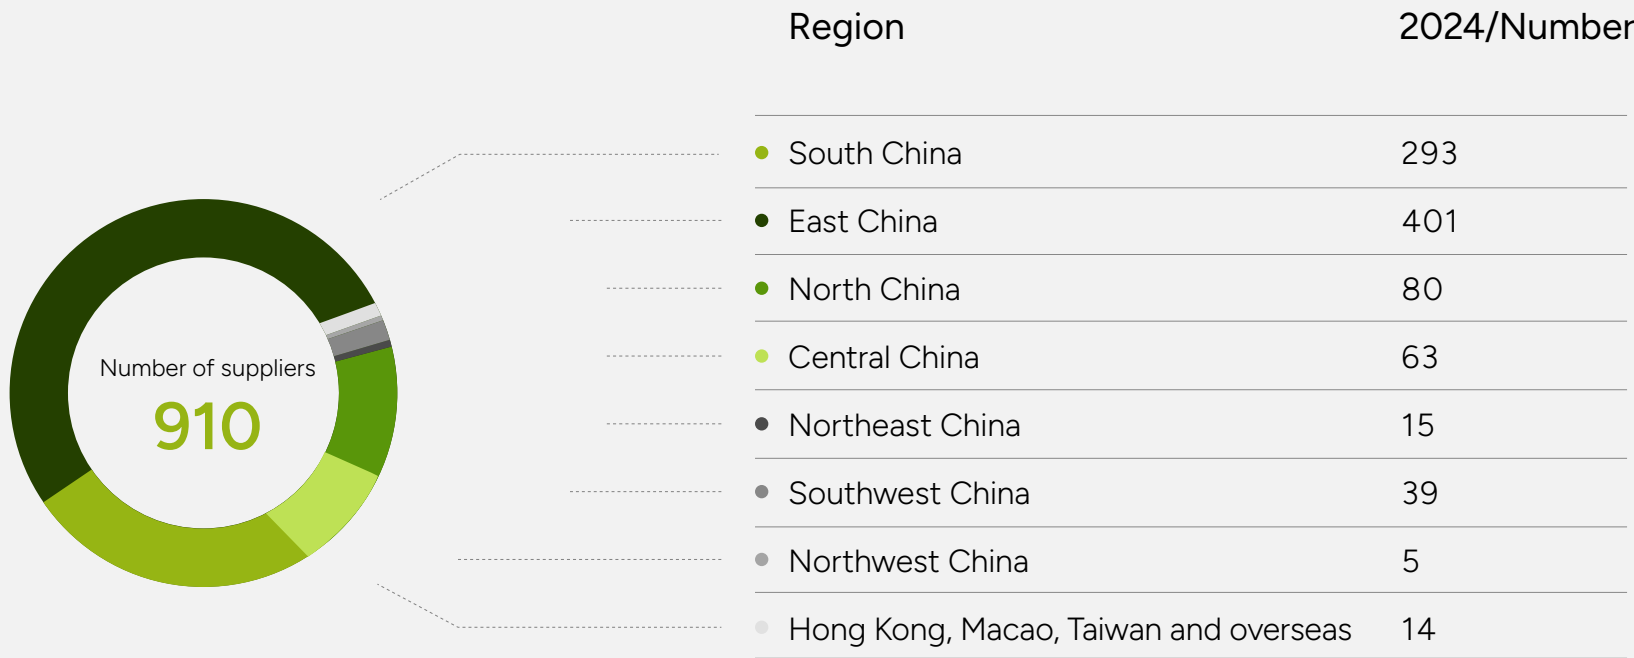 Region 2024/Number
South China 293
East China 401
North China 80
Central China 63
Northeast China 15
Southwest China 39
Northwest China 5
Hong Kong, Macao, Taiwan and overseas 14
Number of suppliers
910